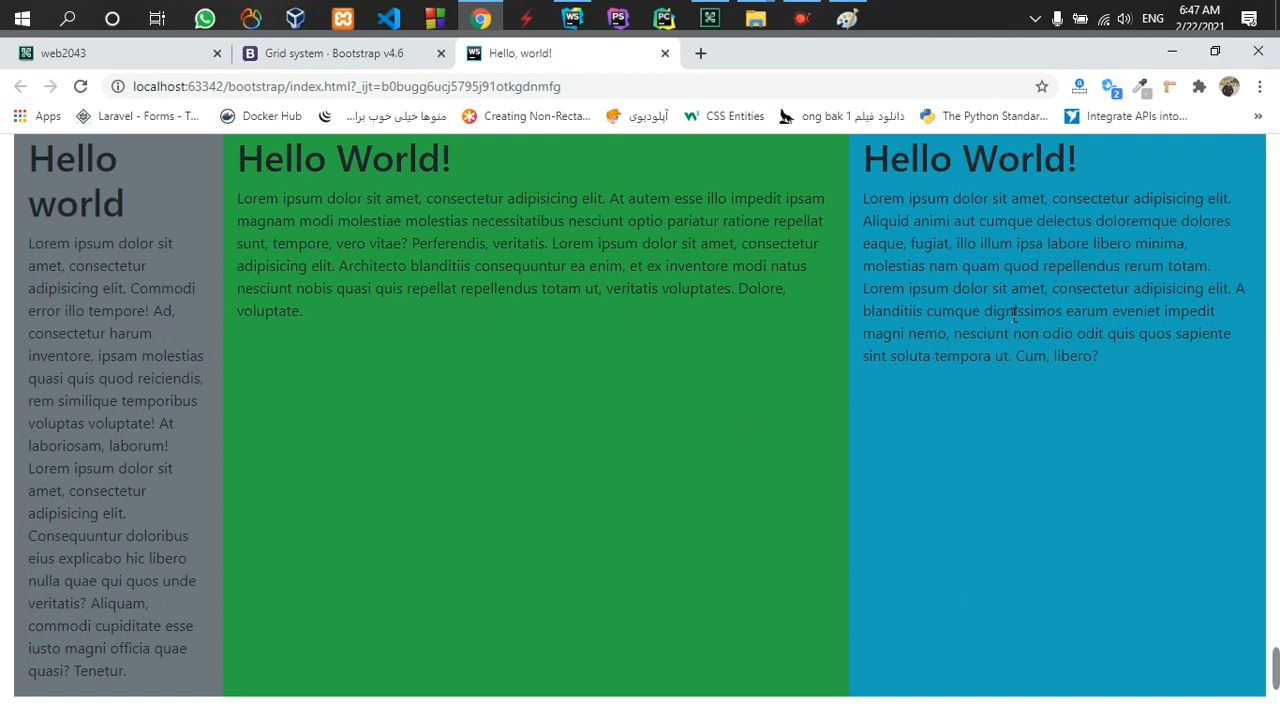 6:47 AM
ENG
2/22/2021
web2043
Grid system · Bootstrap v4.6
Hello, world!
localhost:63342/bootstrap/index.html?_ijt=h0bugg6ucj5795j91otkgdnmfg
2
Apps
Laravel - Forms - T...
Docker Hub
منوها خیلی خوب برا...
Creating Non-Recta...
آپلودبوی
CSS Entities
دانلود فیلم ong bak 1
The Python Standar...
Integrate APIs into...
»
Hello
world
Lorem ipsum dolor sit
amet, consectetur
adipisicing elit. Commodi
error illo tempore! Ad,
consectetur harum
inventore, ipsam molestias
quasi quis quod reiciendis,
rem similique temporibus
voluptas voluptate! At
laboriosam, laborum!
Lorem ipsum dolor sit
amet, consectetur
adipisicing elit.
Consequuntur doloribus
eius explicabo hic libero
nulla quae qui quos unde
veritatis? Aliquam,
commodi cupiditate esse
iusto magni officia quae
quasi? Tenetur.
Hello World!
Lorem ipsum dolor sit amet, consectetur adipisicing elit. At autem esse illo impedit ipsam
magnam modi molestiae molestias necessitatibus nesciunt optio pariatur ratione repellat
sunt, tempore, vero vitae? Perferendis, veritatis. Lorem ipsum dolor sit amet, consectetur
adipisicing elit. Architecto blanditiis consequuntur ea enim, et ex inventore modi natus
nesciunt nobis quasi quis repellat repellendus totam ut, veritatis voluptates. Dolore,
voluptate.
Hello World!
Lorem ipsum dolor sit amet, consectetur adipisicing elit.
Aliquid animi aut cumque delectus doloremque dolores
eaque, fugiat, illo illum ipsa labore libero minima,
molestias nam quam quod repellendus rerum totam.
Lorem ipsum dolor sit amet, consectetur adipisicing elit. A
blanditiis cumque dignissimos earum eveniet impedit
magni nemo, nesciunt non odio odit quis quos sapiente
sint soluta tempora ut. Cum, libero?